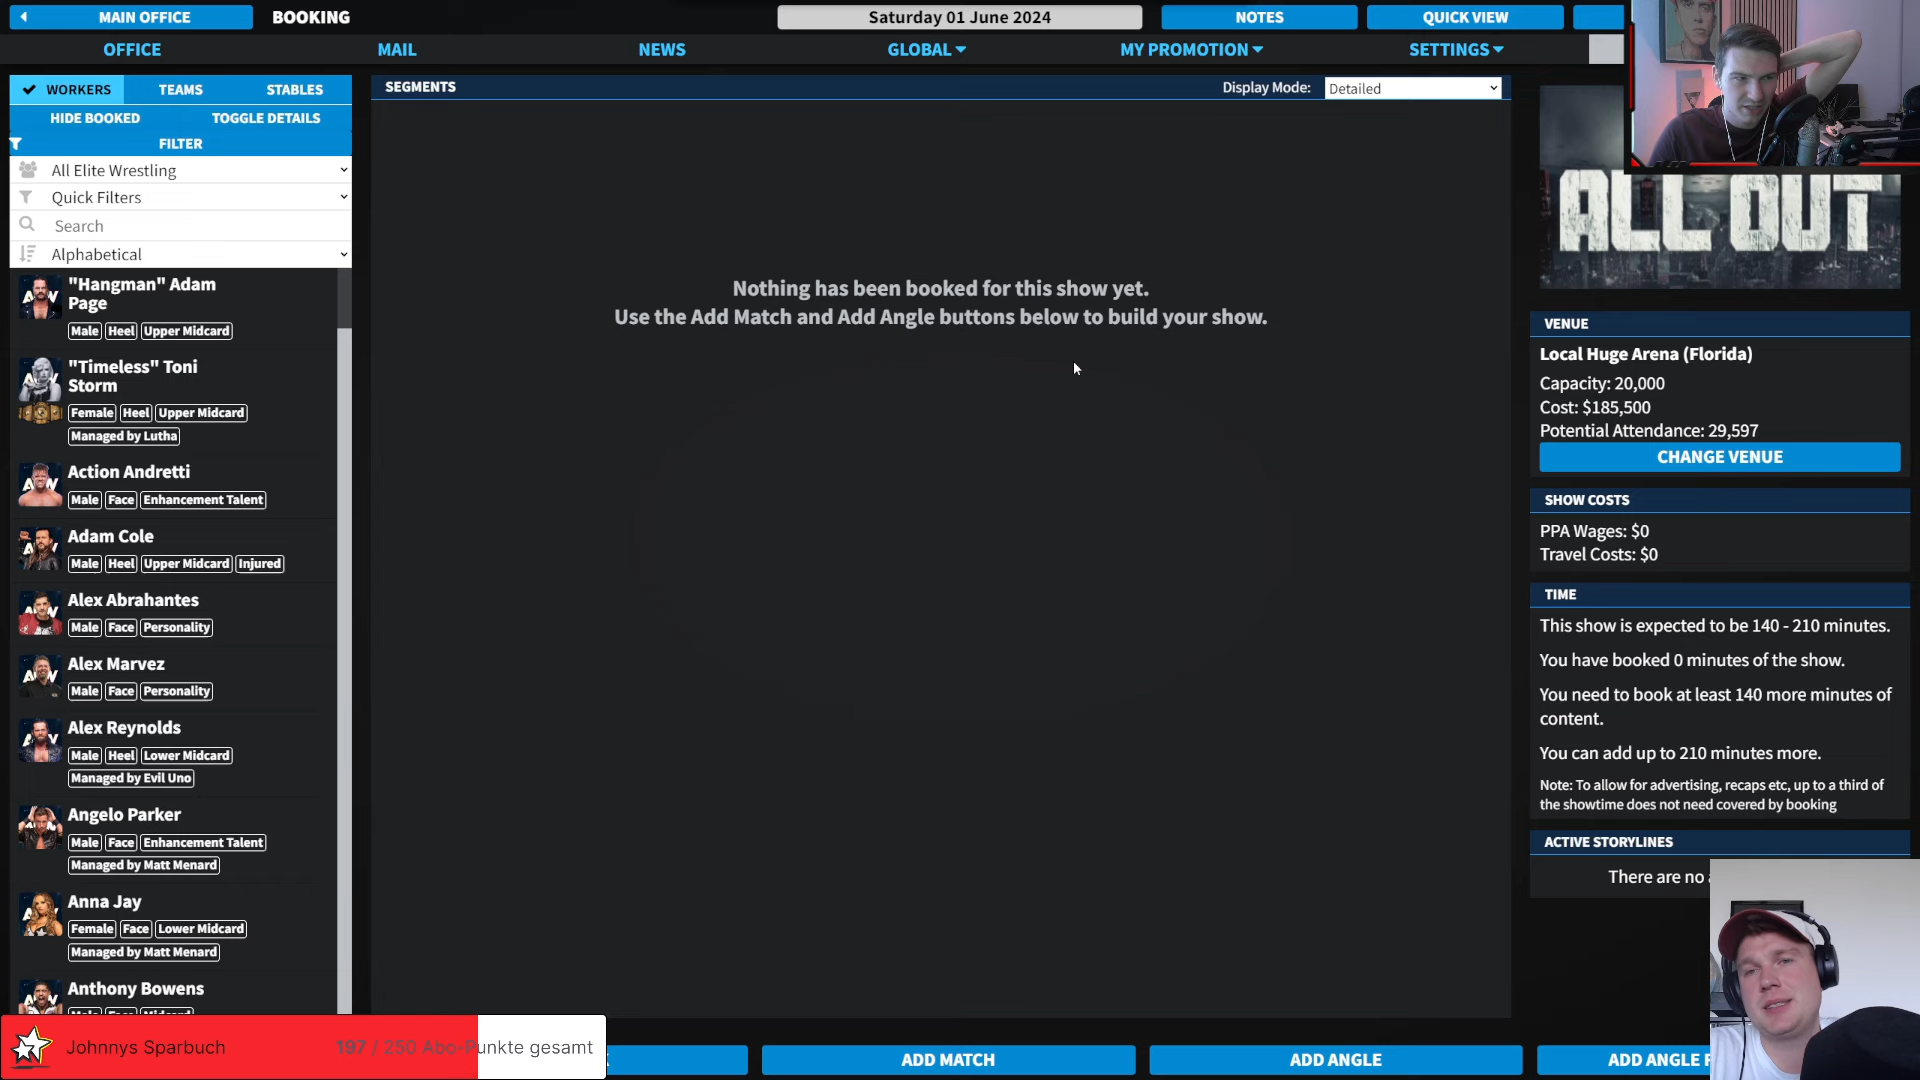 MAIN OFFICE
BOOKING
Saturday 01 June 2024
NOTES
QUICK VIEW
OFFICE
MAIL
NEWS
GLOBAL
MY PROMOTION
SETTINGS
WORKERS
TEAMS
STABLES
HIDE BOOKED
TOGGLE DETAILS
FILTER
All Elite Wrestling
Quick Filters
Search
Alphabetical
"Hangman" Adam
Page
Male Heel Upper Midcard
"Timeless" Toni
Storm
Female Heel Upper Midcard
Managed by Lutha
Action Andretti
Male Face Enhancement Talent
Adam Cole
Male Heel Upper Midcard Injured
Alex Abrahantes
Male Face Personality
Alex Marvez
Male Face Personality
Alex Reynolds
Male Heel Lower Midcard
Managed by Evil Uno
Angelo Parker
Male Face Enhancement Talent
Managed by Matt Menard
Anna Jay
Female Face Lower Midcard
Managed by Matt Menard
Anthony Bowens
Male Face Midcard
SEGMENTS
Display Mode:
Detailed
Nothing has been booked for this show yet.
Use the Add Match and Add Angle buttons below to build your show.
ALL OUT
VENUE
Local Huge Arena (Florida)
Capacity: 20,000
Cost: $185,500
Potential Attendance: 29,597
CHANGE VENUE
SHOW COSTS
PPA Wages: $0
Travel Costs: $0
TIME
This show is expected to be 140 - 210 minutes.
You have booked 0 minutes of the show.
You need to book at least 140 more minutes of
content.
You can add up to 210 minutes more.
Note: To allow for advertising, recaps etc, up to a third of
the showtime does not need covered by booking
ACTIVE STORYLINES
There are no
Johnnys Sparbuch
197 / 250 Abo-Punkte gesamt
ADD MATCH
ADD ANGLE
ADD ANGLE